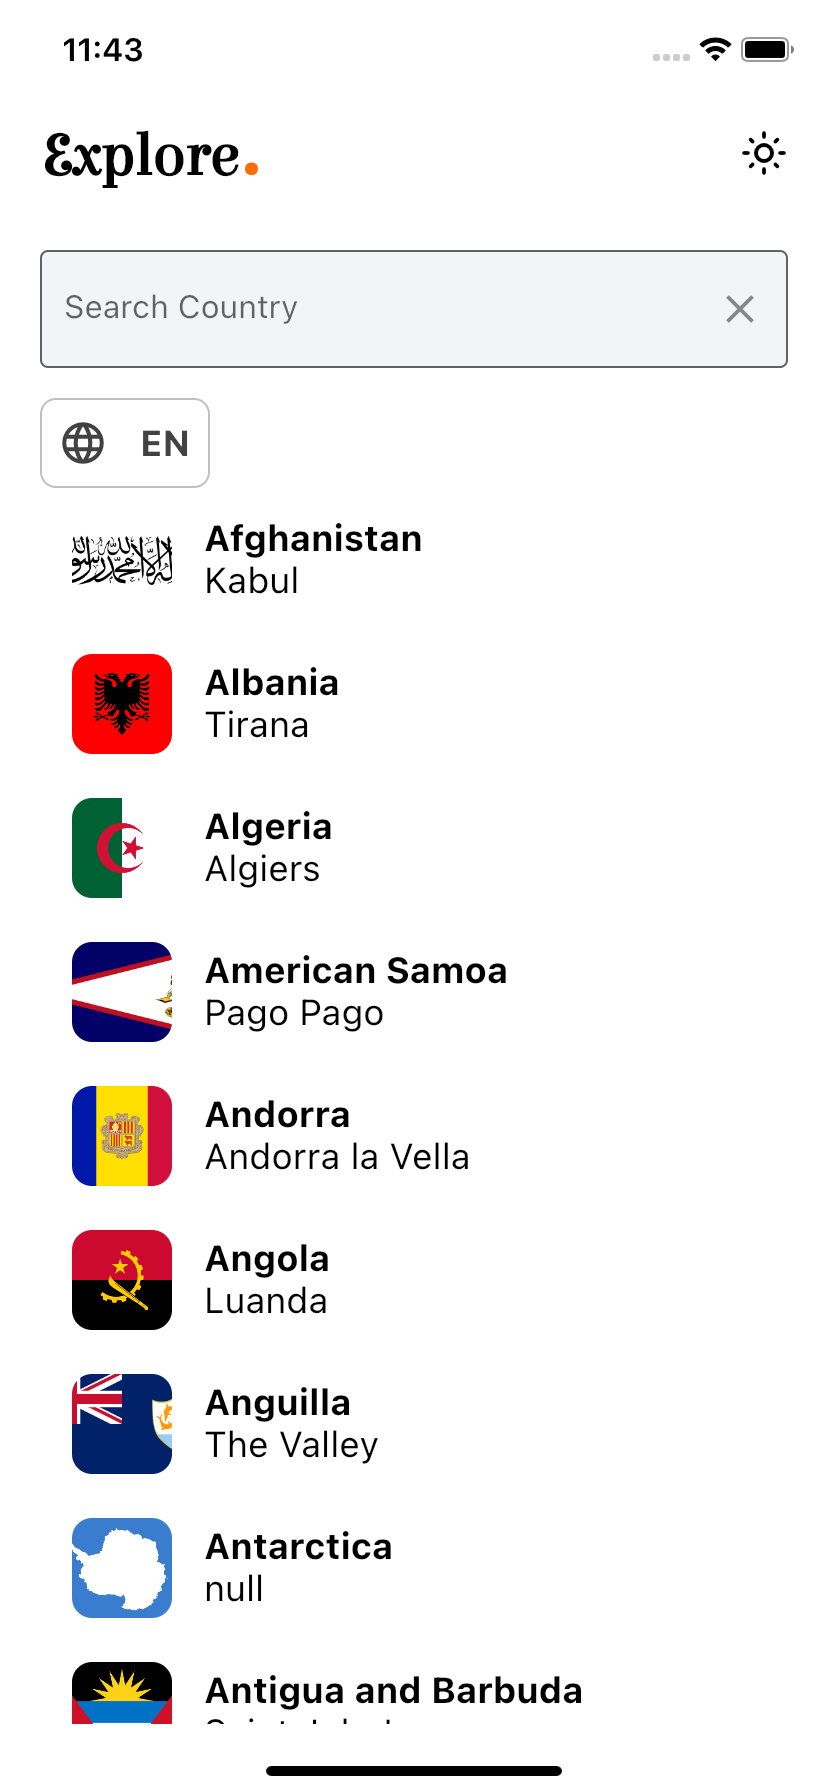 11:43
Explore.
Search Country
EN
Afghanistan
Kabul
Albania
Tirana
Algeria
Algiers
American Samoa
Pago Pago
Andorra
Andorra la Vella
Angola
Luanda
Anguilla
The Valley
Antarctica
null
Antigua and Barbuda